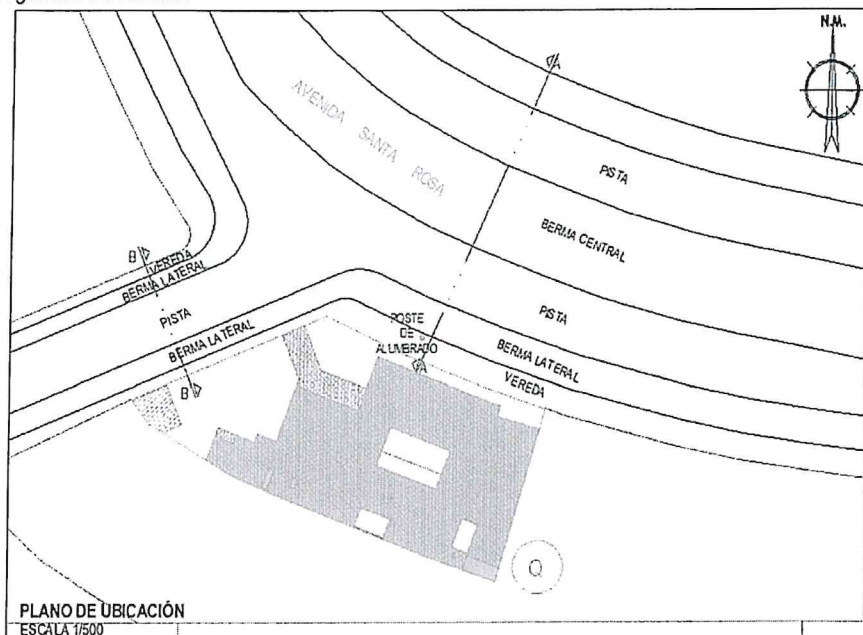 N.M.
AVENIDA SANTA ROSA
A
PISTA
BERMA CENTRAL
B
VEREDA
BERMA LATERAL
PISTA
PISTA
BERMA LATERAL
POSTE
DE
ALUMBRADO
BERMA LATERAL
A
VEREDA
B
Q
PLANO DE UBICACIÓN
ESCALA 1/500